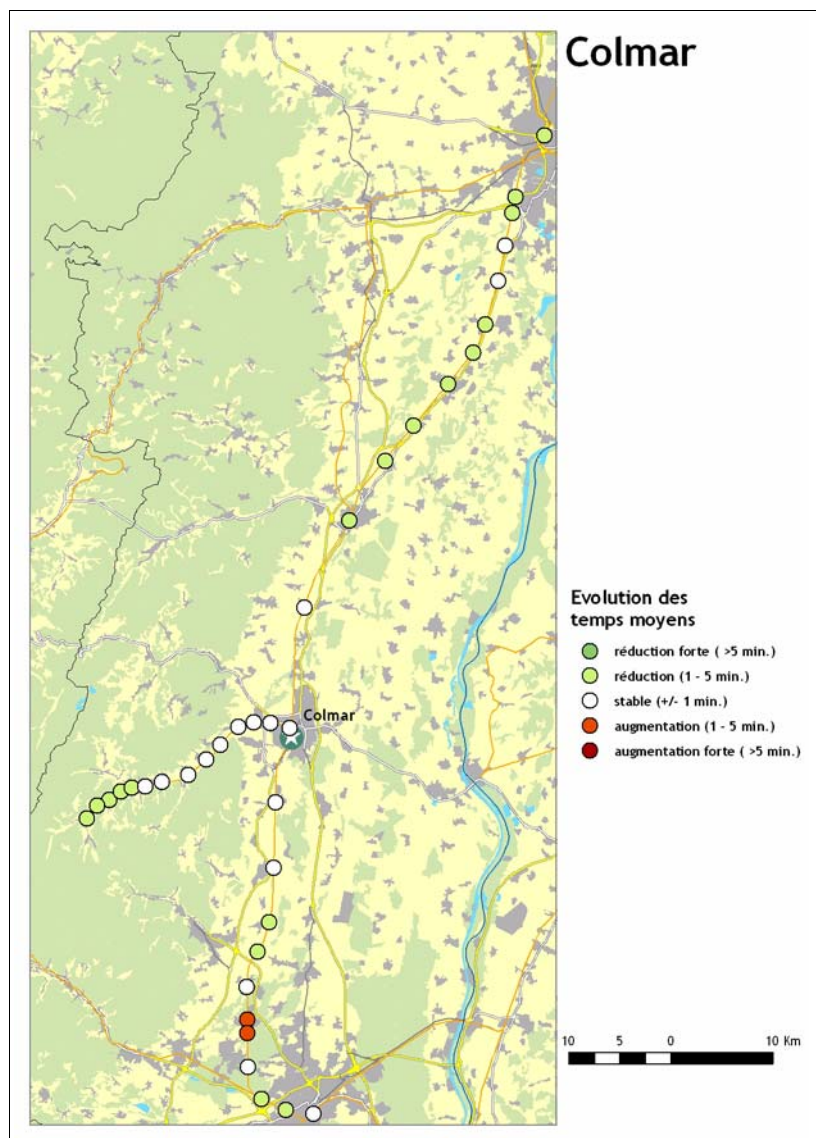 Colmar
Colmar
Evolution des
temps moyens
réduction forte ( >5 min.)
réduction (1 - 5 min.)
stable (+/- 1 min.)
augmentation (1 - 5 min.)
augmentation forte ( >5 min.)
10 5 0 10 Km